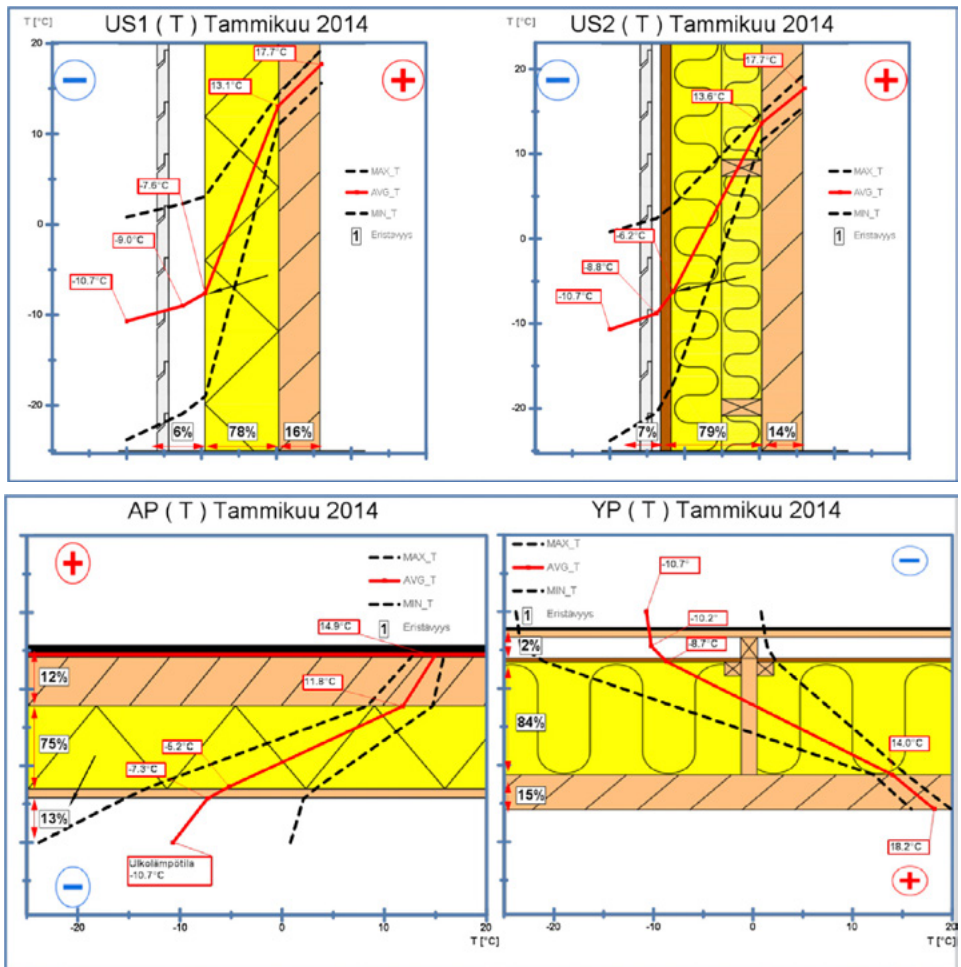 US1 ( T ) Tammikuu 2014
T [°C]
20
10
0
-10
-20
17.7°C
13.1°C
-7.6°C
-9.0°C
-10.7°C
MAX_T
AVG_T
MIN_T
1 Eristävyys
6% 78% 16%
US2 ( T ) Tammikuu 2014
T [°C]
20
10
0
-10
-20
17.7°C
13.6°C
-6.2°C
-8.8°C
-10.7°C
MAX_T
AVG_T
MIN_T
1 Eristävyys
7% 79% 14%
AP ( T ) Tammikuu 2014
MAX_T
AVG_T
MIN_T
1 Eristävyys
14.9°C
12%
11.8°C
75%
-5.2°C
-7.3°C
13%
Ulkolämpötila
-10.7°C
-20 -10 0 10 20
T [°C]
YP ( T ) Tammikuu 2014
MAX_T
AVG_T
MIN_T
1 Eristävyys
-10.7°
-10.2°
-8.7°C
2%
84%
14.0°C
15%
18.2°C
-20 -10 0 10 20
T [°C]